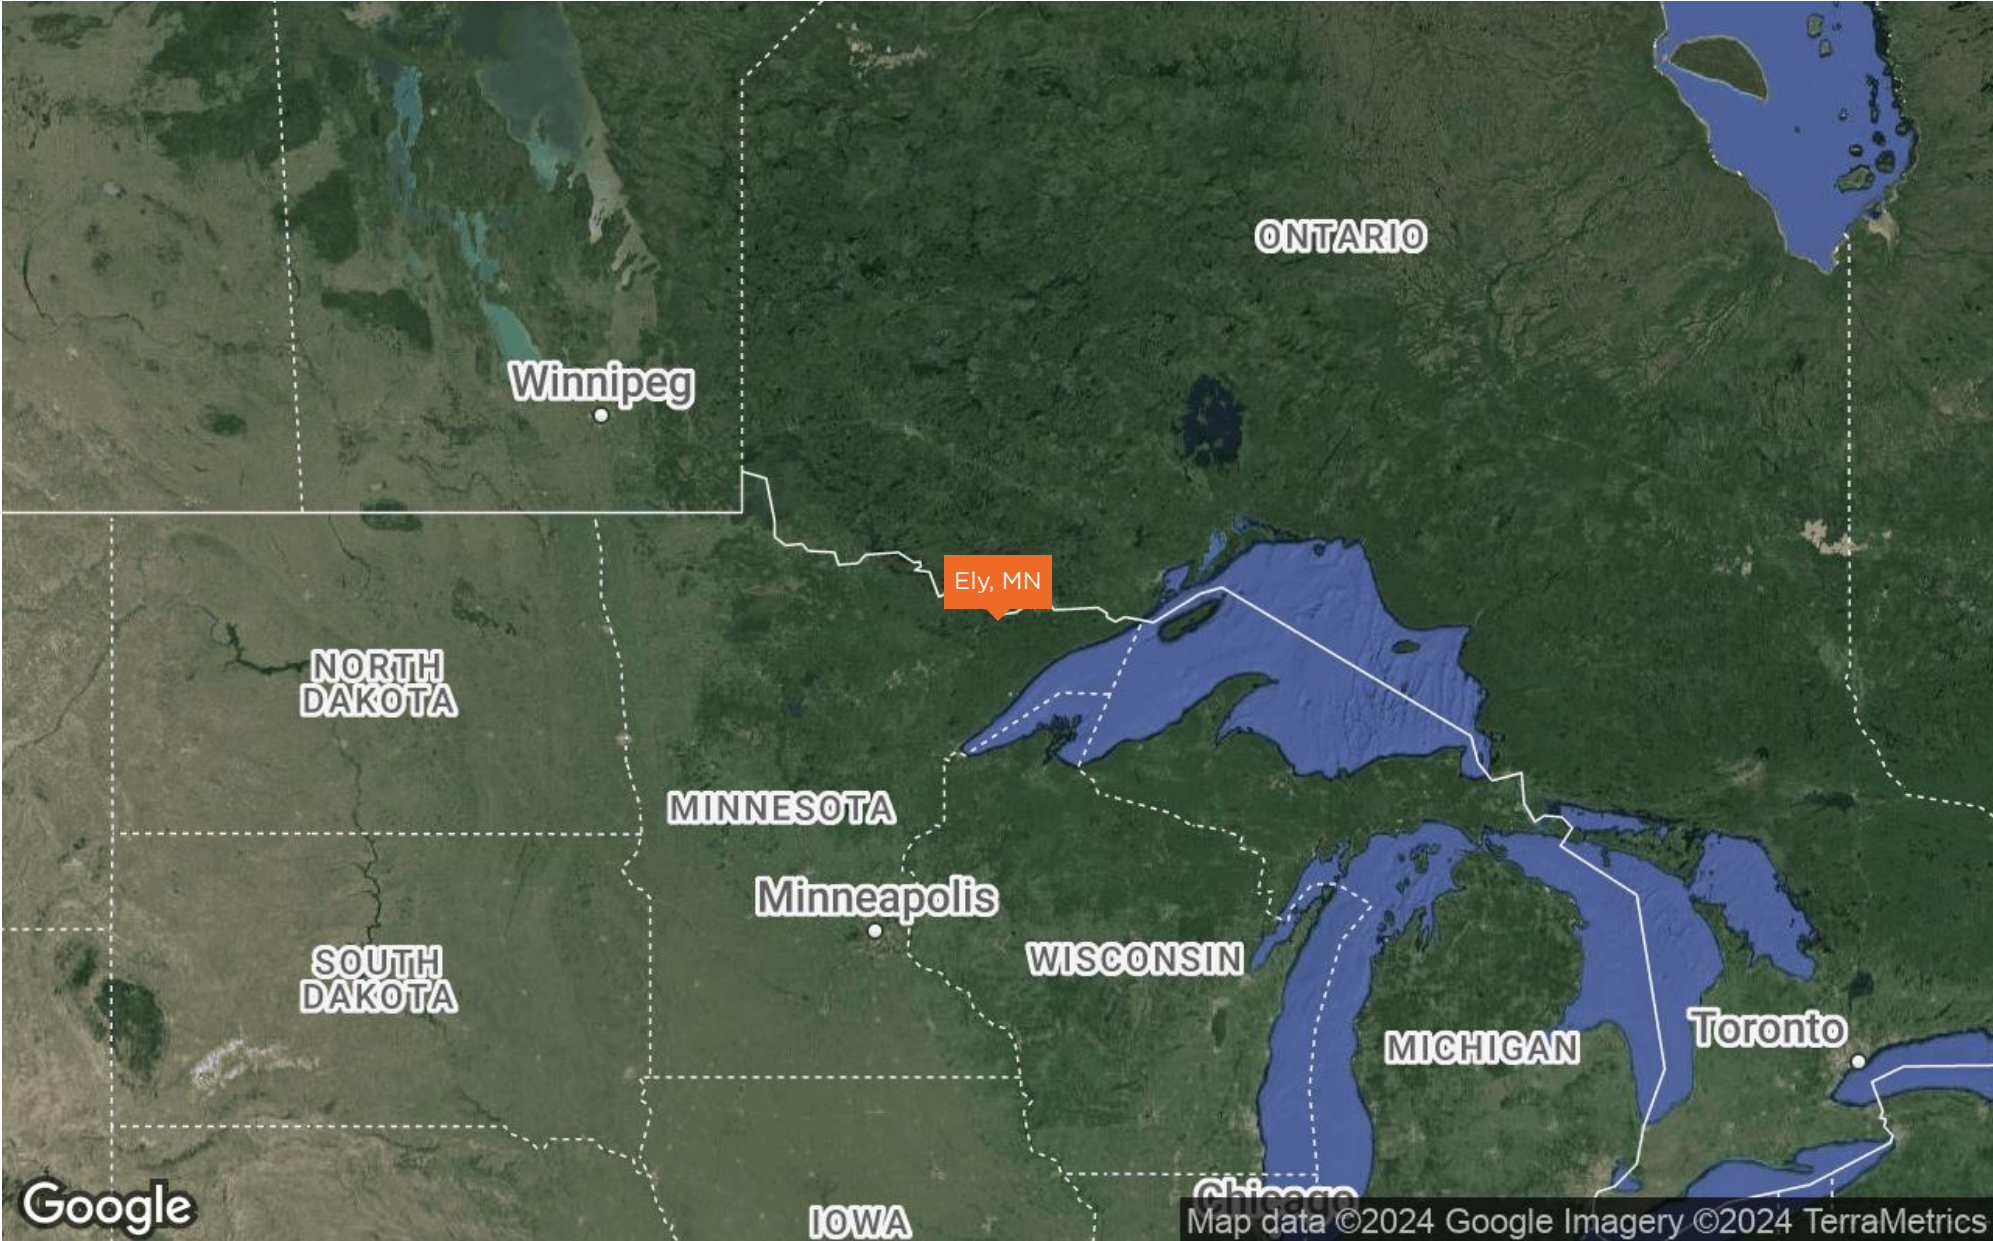 ONTARIO
Winnipeg
Ely, MN
NORTH
DAKOTA
MINNESOTA
Minneapolis
WISCONSIN
SOUTH
DAKOTA
MICHIGAN
Toronto
Chicago
Google
IOWA
Map data ©2024 Google Imagery ©2024 TerraMetrics